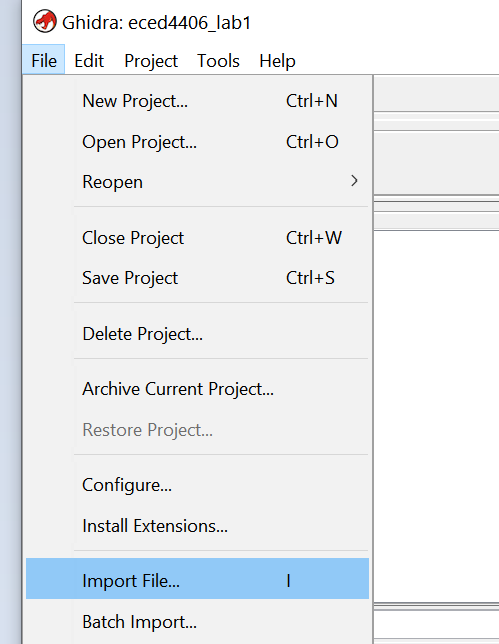 Ghidra: eced4406_lab1
File Edit Project Tools Help
New Project... Ctrl+N
Open Project... Ctrl+O
Reopen
Close Project Ctrl+W
Save Project Ctrl+S
Delete Project...
Archive Current Project...
Restore Project...
Configure...
Install Extensions...
Import File... I
Batch Import...